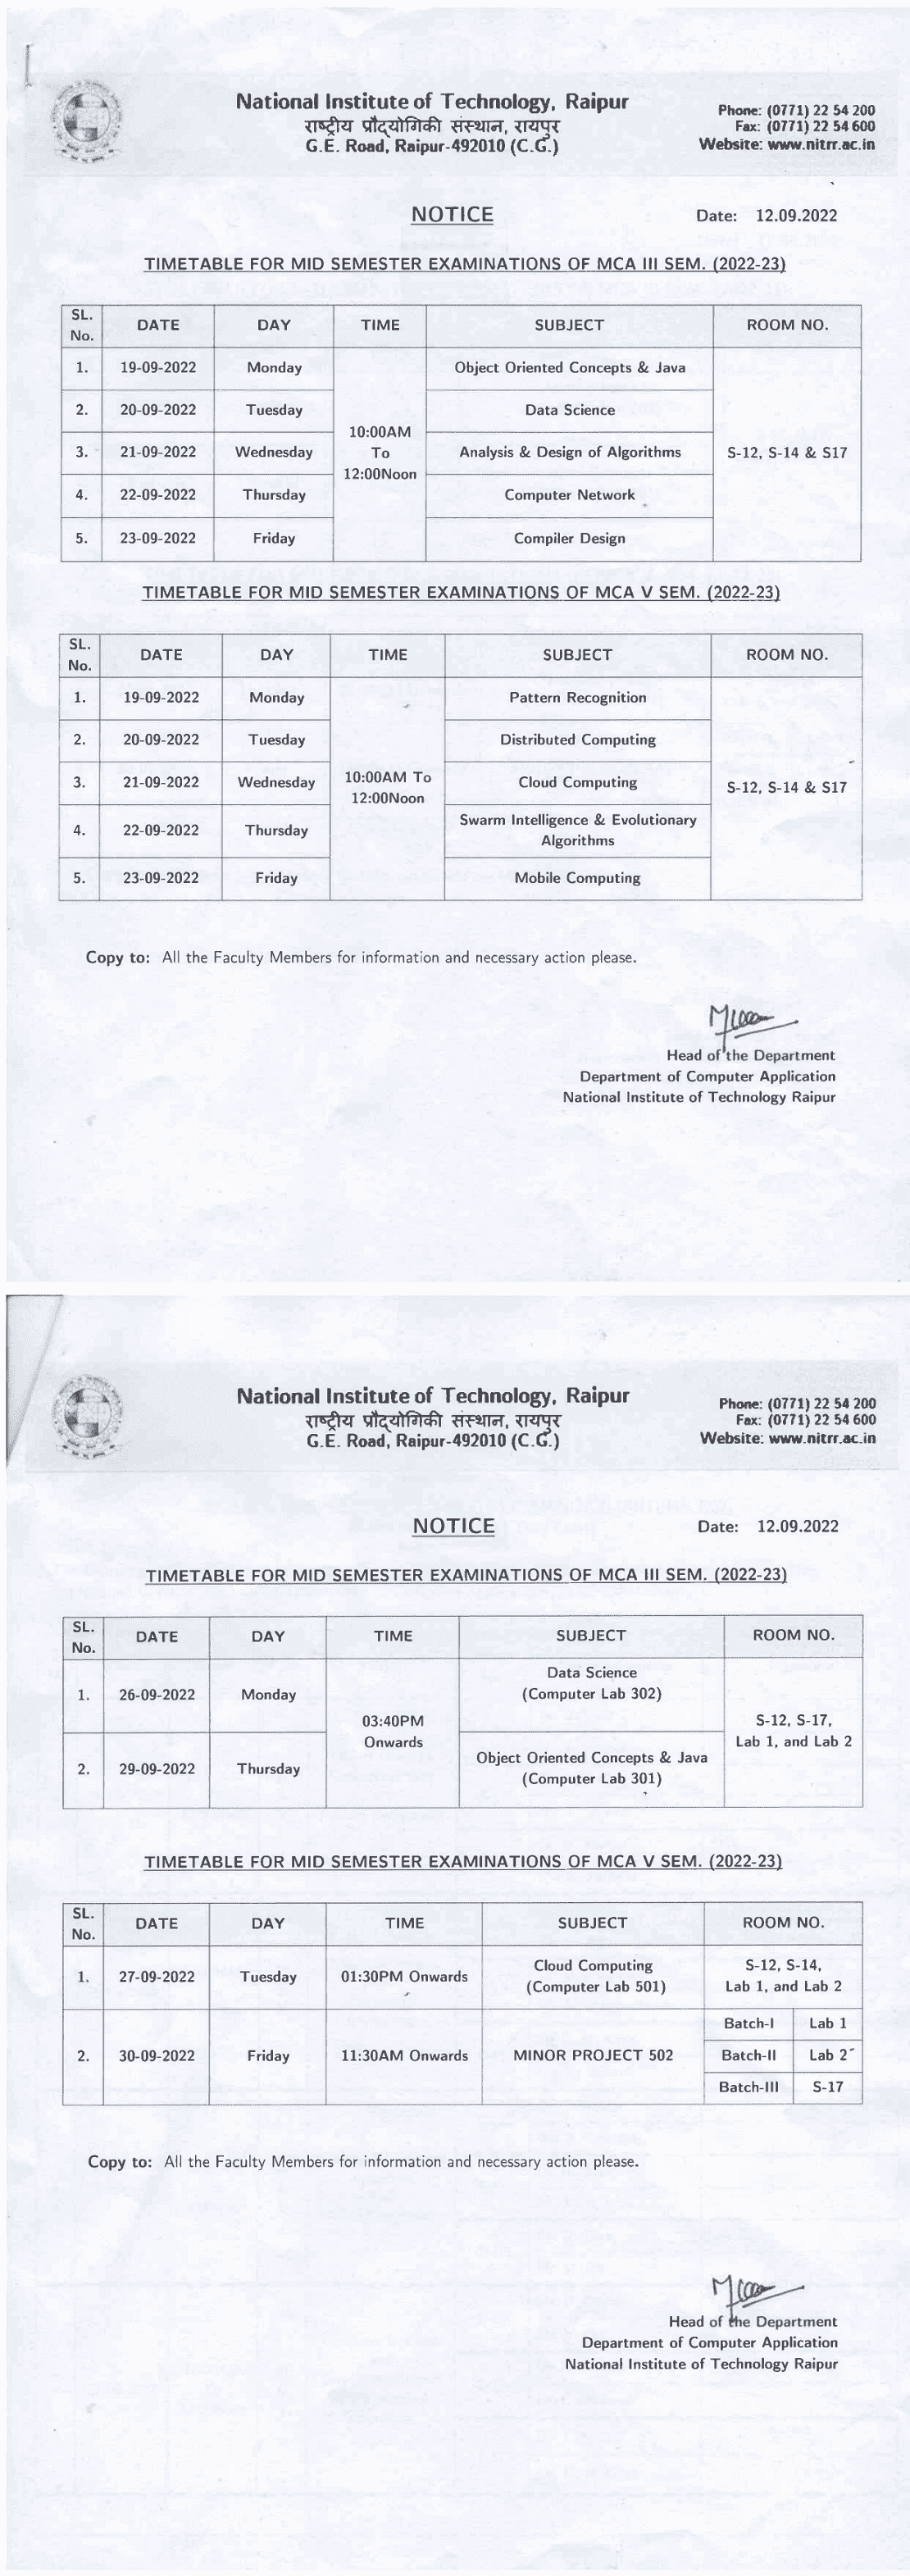 National Institute of Technology, Raipur
राष्ट्रीय प्रौद्योगिकी संस्थान, रायपुर
G.E. Road, Raipur-492010 (C.G.)
Phone: (0771) 22 54 200
Fax: (0771) 22 54 600
Website: www.nitrr.ac.in
NOTICE
Date: 12.09.2022
TIMETABLE FOR MID SEMESTER EXAMINATIONS OF MCA III SEM. (2022-23)
SL. No. DATE DAY TIME SUBJECT ROOM NO.
1. 19-09-2022 Monday Object Oriented Concepts & Java
2. 20-09-2022 Tuesday Data Science
10:00AM To 12:00Noon
3. 21-09-2022 Wednesday Analysis & Design of Algorithms S-12, S-14 & S17
4. 22-09-2022 Thursday Computer Network
5. 23-09-2022 Friday Compiler Design
TIMETABLE FOR MID SEMESTER EXAMINATIONS OF MCA V SEM. (2022-23)
SL. No. DATE DAY TIME SUBJECT ROOM NO.
1. 19-09-2022 Monday Pattern Recognition
2. 20-09-2022 Tuesday Distributed Computing
3. 21-09-2022 Wednesday 10:00AM To 12:00Noon Cloud Computing S-12, S-14 & S17
4. 22-09-2022 Thursday Swarm Intelligence & Evolutionary Algorithms
5. 23-09-2022 Friday Mobile Computing
Copy to: All the Faculty Members for information and necessary action please.
Head of the Department
Department of Computer Application
National Institute of Technology Raipur
National Institute of Technology, Raipur
राष्ट्रीय प्रौद्योगिकी संस्थान, रायपुर
G.E. Road, Raipur-492010 (C.G.)
Phone: (0771) 22 54 200
Fax: (0771) 22 54 600
Website: www.nitrr.ac.in
NOTICE
Date: 12.09.2022
TIMETABLE FOR MID SEMESTER EXAMINATIONS OF MCA III SEM. (2022-23)
SL. No. DATE DAY TIME SUBJECT ROOM NO.
1. 26-09-2022 Monday Data Science (Computer Lab 302)
03:40PM Onwards
S-12, S-17, Lab 1, and Lab 2
2. 29-09-2022 Thursday Object Oriented Concepts & Java (Computer Lab 301)
TIMETABLE FOR MID SEMESTER EXAMINATIONS OF MCA V SEM. (2022-23)
SL. No. DATE DAY TIME SUBJECT ROOM NO.
1. 27-09-2022 Tuesday 01:30PM Onwards Cloud Computing (Computer Lab 501) S-12, S-14, Lab 1, and Lab 2
Batch-I Lab 1
2. 30-09-2022 Friday 11:30AM Onwards MINOR PROJECT 502 Batch-II Lab 2
Batch-III S-17
Copy to: All the Faculty Members for information and necessary action please.
Head of the Department
Department of Computer Application
National Institute of Technology Raipur